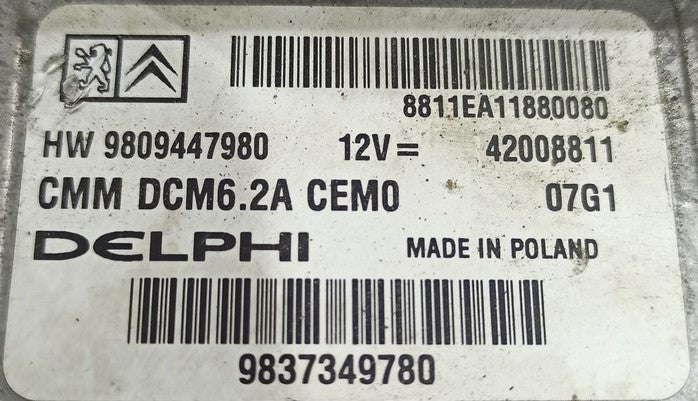 8811EA11880080
HW 9809447980 12V= 42008811
CMM DCM6.2A CEM0 07G1
DELPHI MADE IN POLAND
9837349780